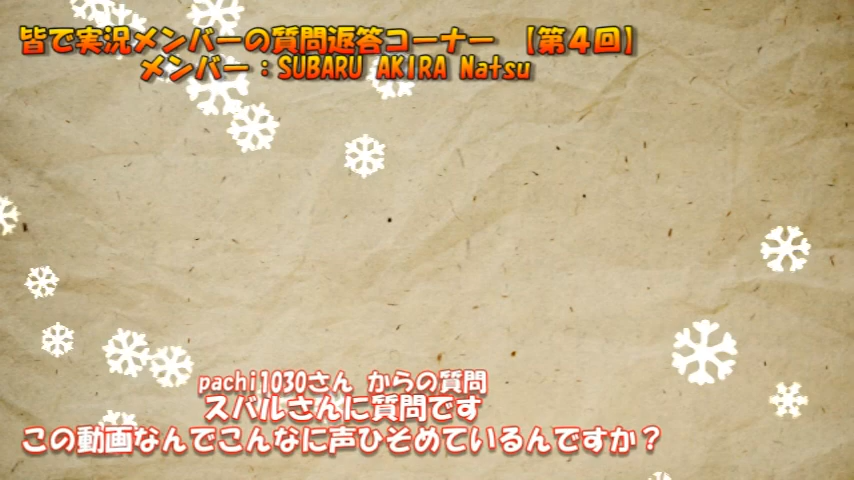 皆で実況メンバーの質問返答コーナー 【第4回】
メンバー：SUBARU AKIRA Natsu
pachi1030さん からの質問
スバルさんに質問です
この動画なんでこんなに声ひそめているんですか？